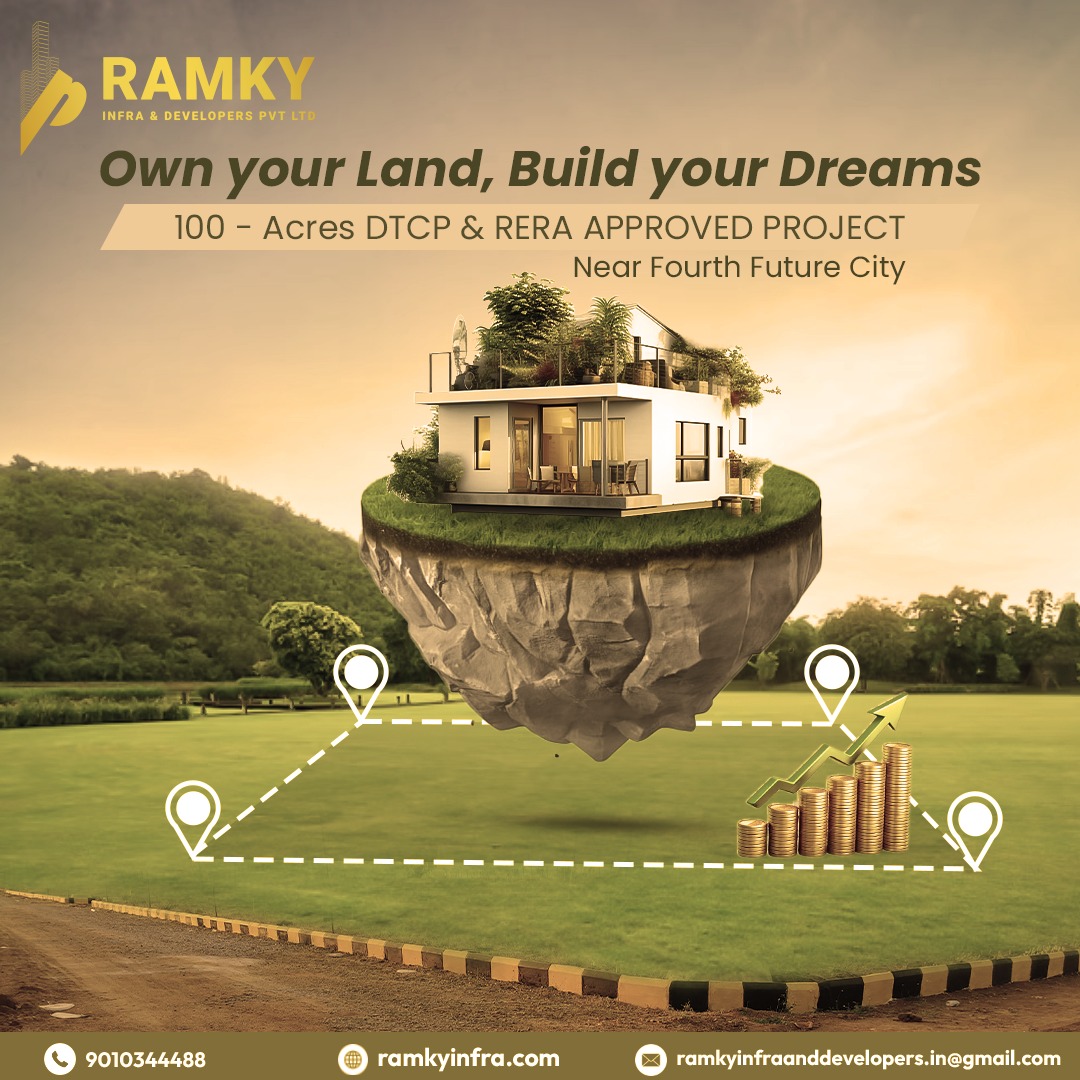 RAMKY
INFRA & DEVELOPERS PVT LTD
Own your Land, Build your Dreams
100 - Acres DTCP & RERA APPROVED PROJECT
Near Fourth Future City
9010344488
ramkyinfra.com
ramkyinfraanddevelopers.in@gmail.com